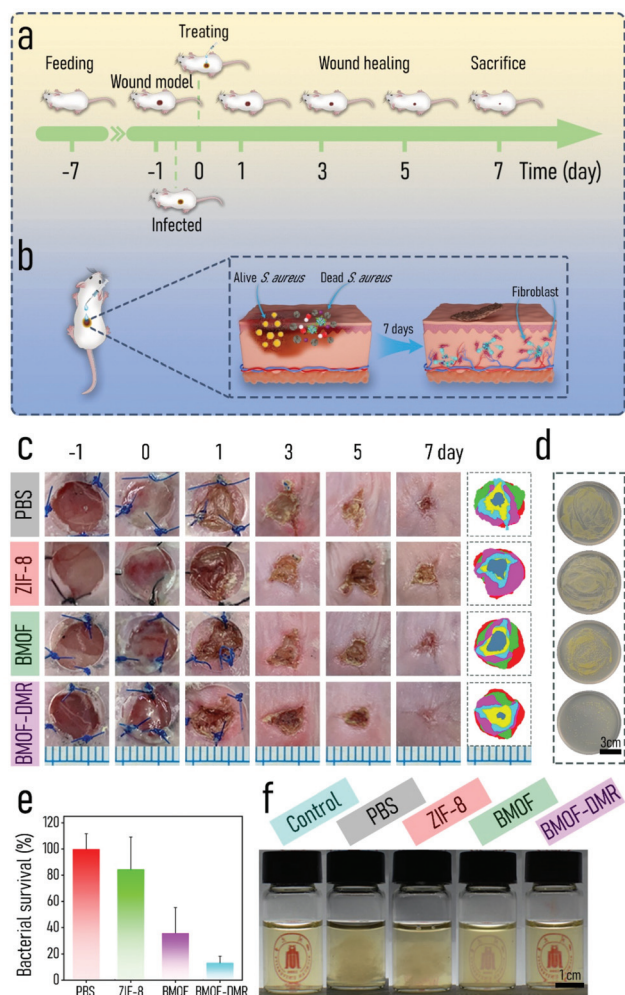 a
Treating
Feeding
Wound healing
Sacrifice
Wound model
-7
-1
0
1
3
5
7
Time (day)
Infected
b
Alive S. aureus
Dead S. aureus
Fibroblast
7 days
c
-1
0
1
3
5
7 day
d
PBS
ZIF-8
BMOF
BMOF-DMR
3cm
e
f
Bacterial survival (%)
120
100
80
60
40
20
0
PBS
ZIF-8
BMOF
BMOF-DMR
Control
PBS
ZIF-8
BMOF
BMOF-DMR
1 cm